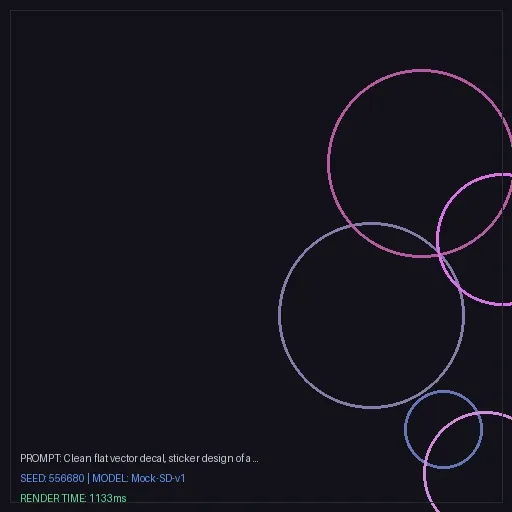 PROMPT: Clean flat vector decal, sticker design of a ...
SEED: 556680 | MODEL: Mock-SD-v1
RENDER TIME: 1133ms